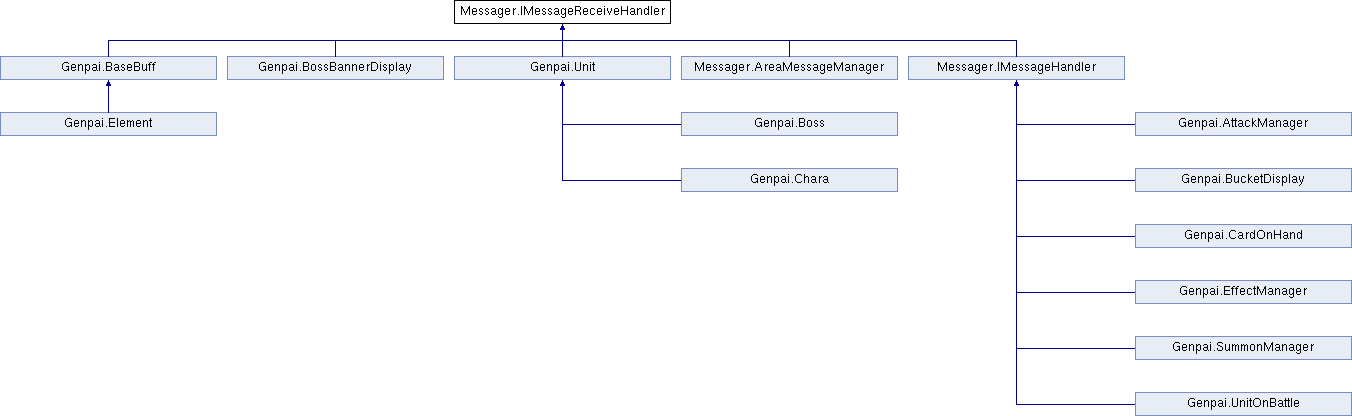 Messager.IMessageReceiveHandler
Genpai.BaseBuff
Genpai.BossBannerDisplay
Genpai.Unit
Messager.AreaMessageManager
Messager.IMessageHandler
Genpai.Element
Genpai.Boss
Genpai.AttackManager
Genpai.Chara
Genpai.BucketDisplay
Genpai.CardOnHand
Genpai.EffectManager
Genpai.SummonManager
Genpai.UnitOnBattle